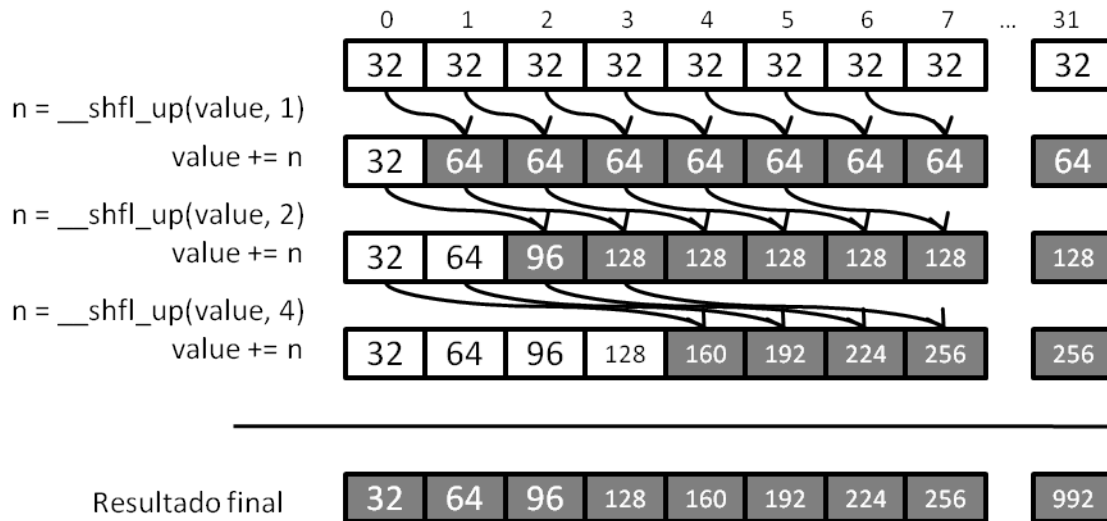 0 1 2 3 4 5 6 7 ... 31
32 32 32 32 32 32 32 32 32
n = __shfl_up(value, 1)
value += n 32 64 64 64 64 64 64 64 64
n = __shfl_up(value, 2)
value += n 32 64 96 128 128 128 128 128 128
n = __shfl_up(value, 4)
value += n 32 64 96 128 160 192 224 256 256
Resultado final 32 64 96 128 160 192 224 256 992